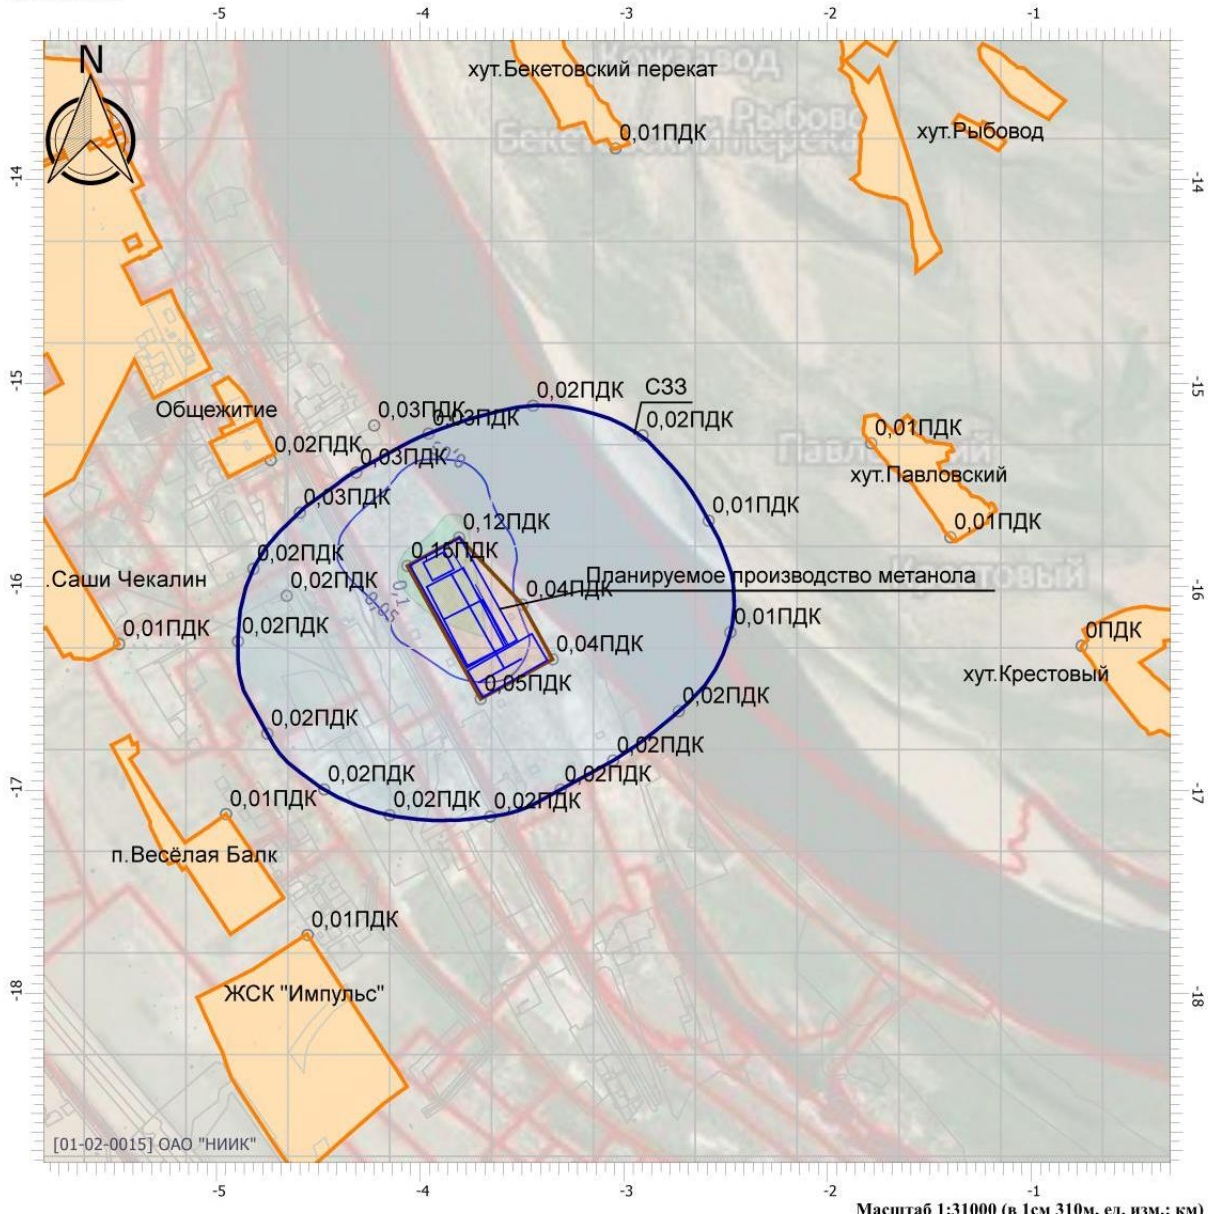 -5 -4 -3 -2 -1
N
хут.Бекетовский перекат
Кожзавод
Рыбово
0,01ПДК
хут.Рыбовод
-14 -14
-15 -15
0,02ПДК
СЗЗ
0,02ПДК
Общежитие
0,03ПДК
0,03ПДК
0,02ПДК
0,03ПДК
0,01ПДК
хут.Павловский
0,03ПДК
0,01ПДК
0,01ПДК
0,12ПДК
0,02ПДК
-16 -16
.Саши Чекалин
0,02ПДК
0,1
0,05
0,04ПДК
Планируемое производство метанола
Крестовый
0,01ПДК
0,02ПДК
0,01ПДК
0ПДК
0,04ПДК
хут.Крестовый
0,05ПДК
0,02ПДК
0,02ПДК
0,02ПДК
0,02ПДК
0,02ПДК
-17 -17
0,01ПДК
0,02ПДК
0,02ПДК
п.Весёлая Балк
0,01ПДК
ЖСК "Импульс"
-18 -18
[01-02-0015] ОАО "НИИК"
-5 -4 -3 -2 -1
Масштаб 1:31000 (в 1см 310м, ед. изм.: км)